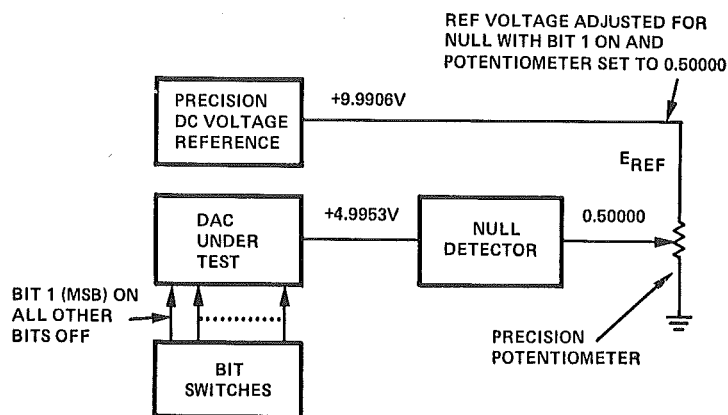 REF VOLTAGE ADJUSTED FOR
NULL WITH BIT 1 ON AND
POTENTIOMETER SET TO 0.50000
PRECISION
DC VOLTAGE
REFERENCE
+9.9906V
EREF
DAC
UNDER
TEST
+4.9953V
NULL
DETECTOR
0.50000
BIT 1 (MSB) ON
ALL OTHER
BITS OFF
PRECISION
POTENTIOMETER
BIT
SWITCHES